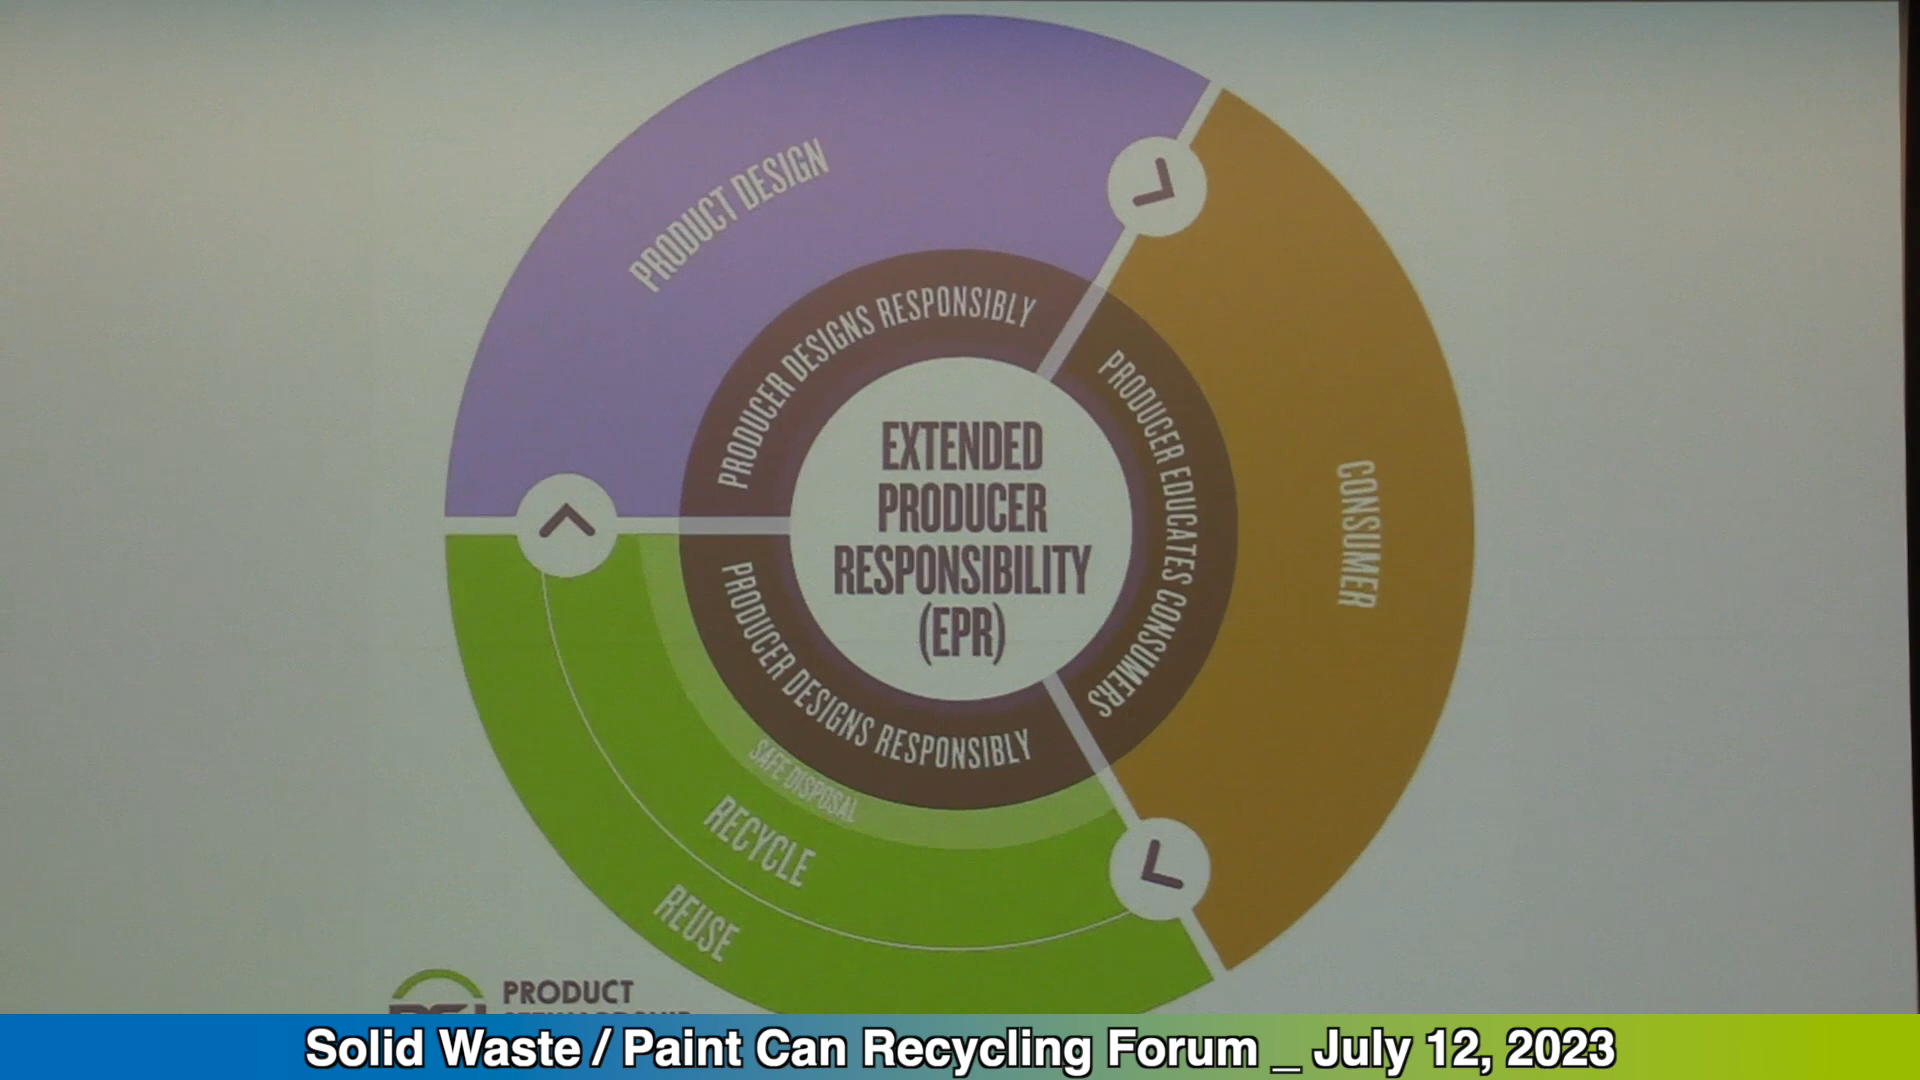 PRODUCT DESIGN
PRODUCER DESIGNS RESPONSIBLY
EXTENDED
PRODUCER
RESPONSIBILITY
(EPR)
PRODUCER EDUCATES CONSUMERS
CONSUMER
PRODUCER DESIGNS RESPONSIBLY
SAFE DISPOSAL
RECYCLE
REUSE
PRODUCT
Solid Waste / Paint Can Recycling Forum _ July 12, 2023